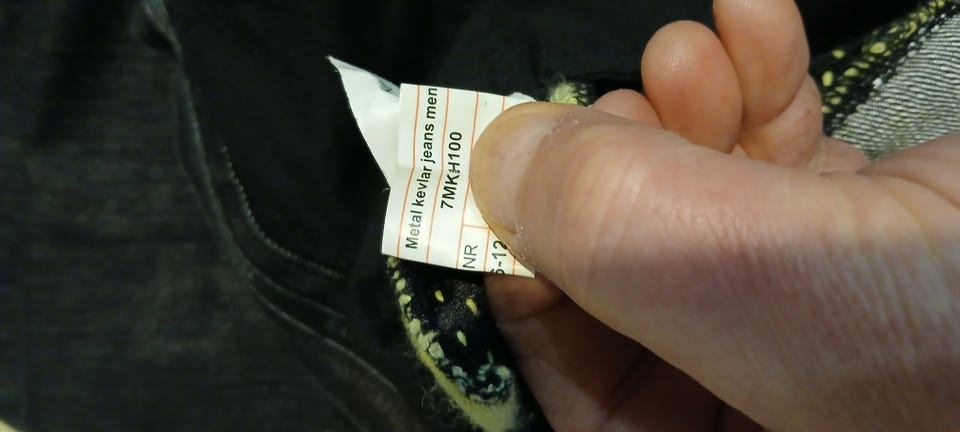 Metal kevlar jeans men
7MKH100
NR